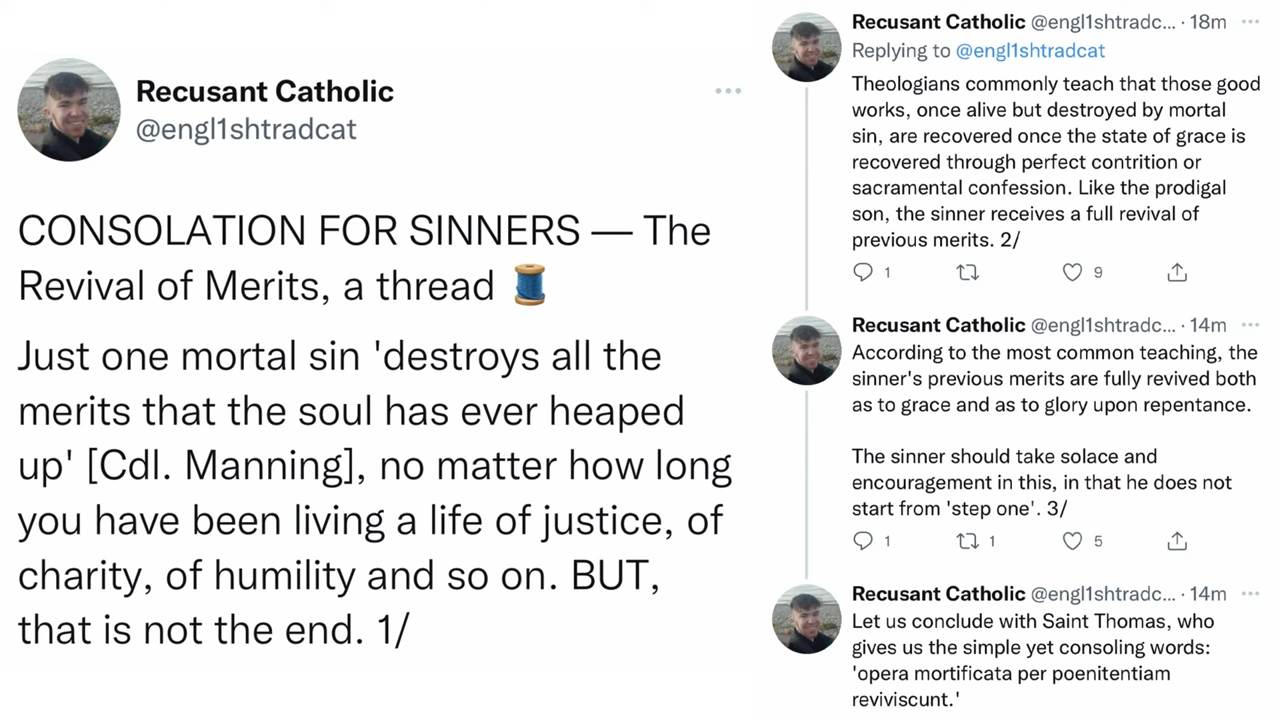 Recusant Catholic
@engl1shtradcat
CONSOLATION FOR SINNERS — The
Revival of Merits, a thread 🧵
Just one mortal sin 'destroys all the
merits that the soul has ever heaped
up' [Cdl. Manning], no matter how long
you have been living a life of justice, of
charity, of humility and so on. BUT,
that is not the end. 1/
Recusant Catholic @engl1shtradc... · 18m
Replying to @engl1shtradcat
Theologians commonly teach that those good
works, once alive but destroyed by mortal
sin, are recovered once the state of grace is
recovered through perfect contrition or
sacramental confession. Like the prodigal
son, the sinner receives a full revival of
previous merits. 2/
1 9
Recusant Catholic @engl1shtradc... · 14m
According to the most common teaching, the
sinner's previous merits are fully revived both
as to grace and as to glory upon repentance.
The sinner should take solace and
encouragement in this, in that he does not
start from 'step one'. 3/
1 1 5
Recusant Catholic @engl1shtradc... · 14m
Let us conclude with Saint Thomas, who
gives us the simple yet consoling words:
'opera mortificata per poenitentiam
reviviscunt.'